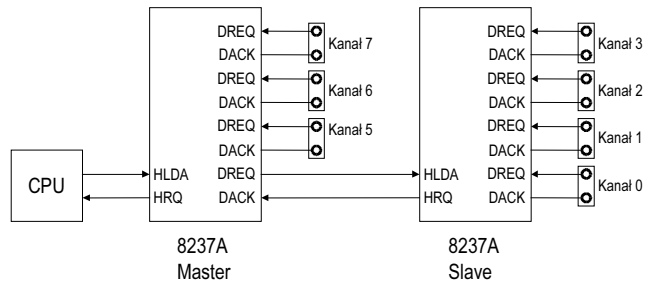 DREQ
DACK
Kanał 7
DREQ
DACK
Kanał 6
DREQ
DACK
Kanał 5
DREQ
DACK
HLDA
HRQ
CPU
8237A
Master
DREQ
DACK
Kanał 3
DREQ
DACK
Kanał 2
DREQ
DACK
Kanał 1
DREQ
DACK
Kanał 0
HLDA
HRQ
8237A
Slave